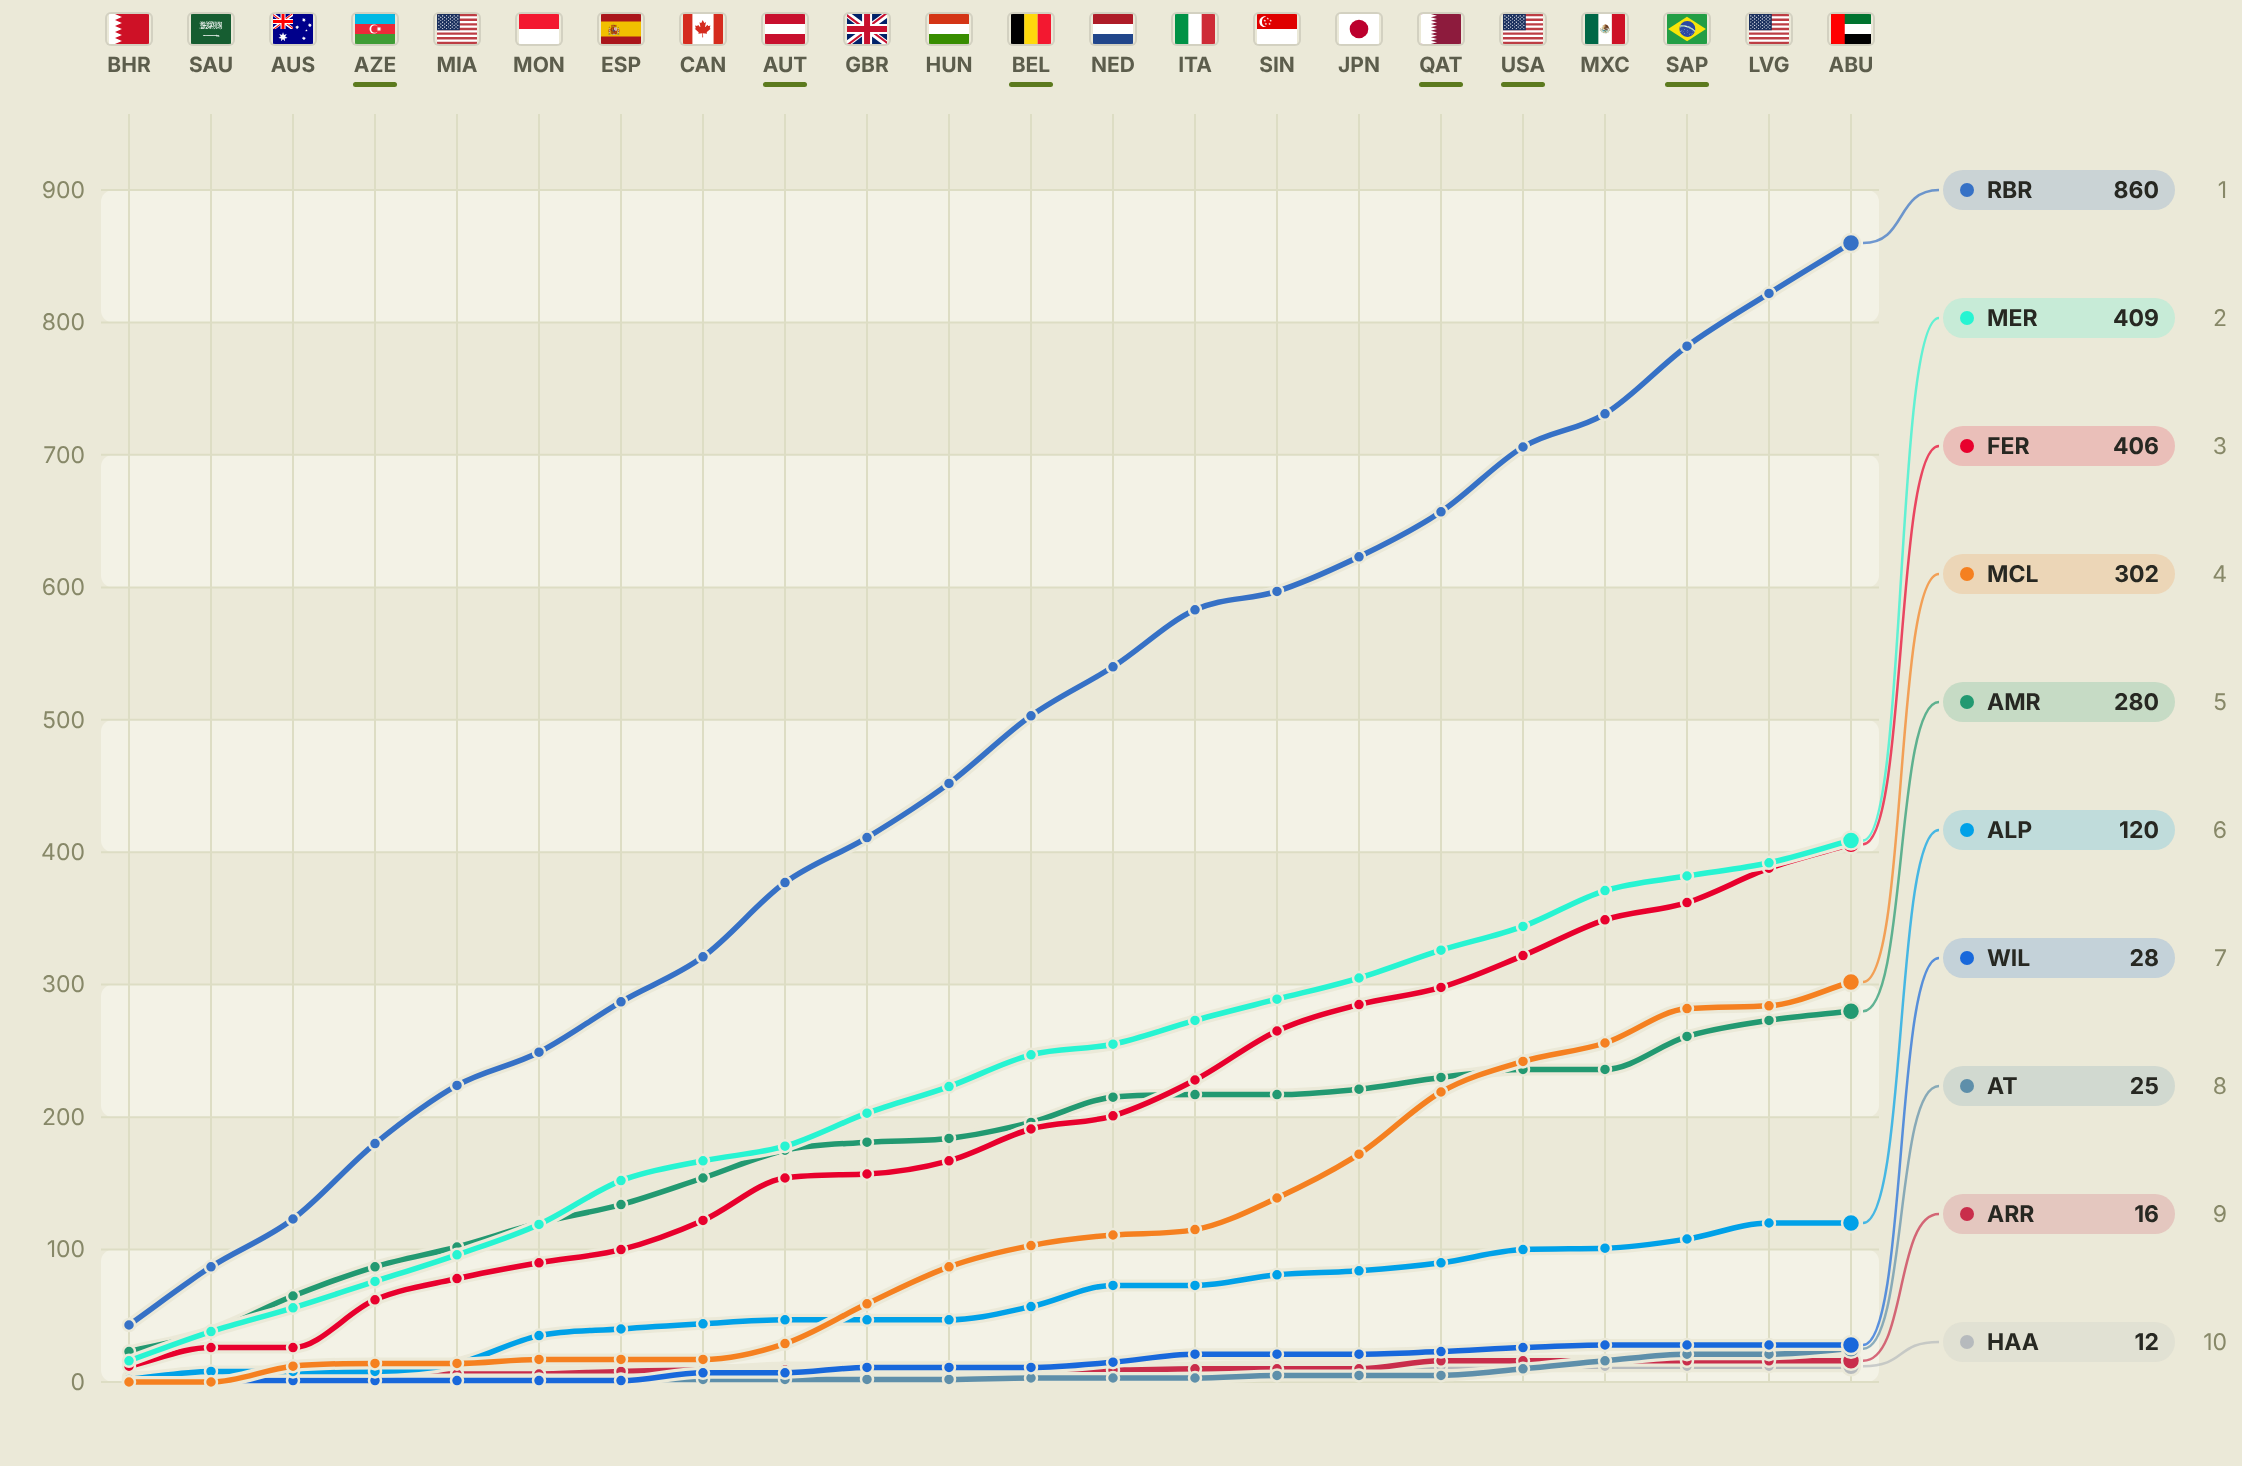 BHR SAU AUS AZE MIA MON ESP CAN AUT GBR HUN BEL NED ITA SIN JPN QAT USA MXC SAP LVG ABU
900
800
700
600
500
400
300
200
100
0
RBR 860 1
MER 409 2
FER 406 3
MCL 302 4
AMR 280 5
ALP 120 6
WIL 28 7
AT 25 8
ARR 16 9
HAA 12 10